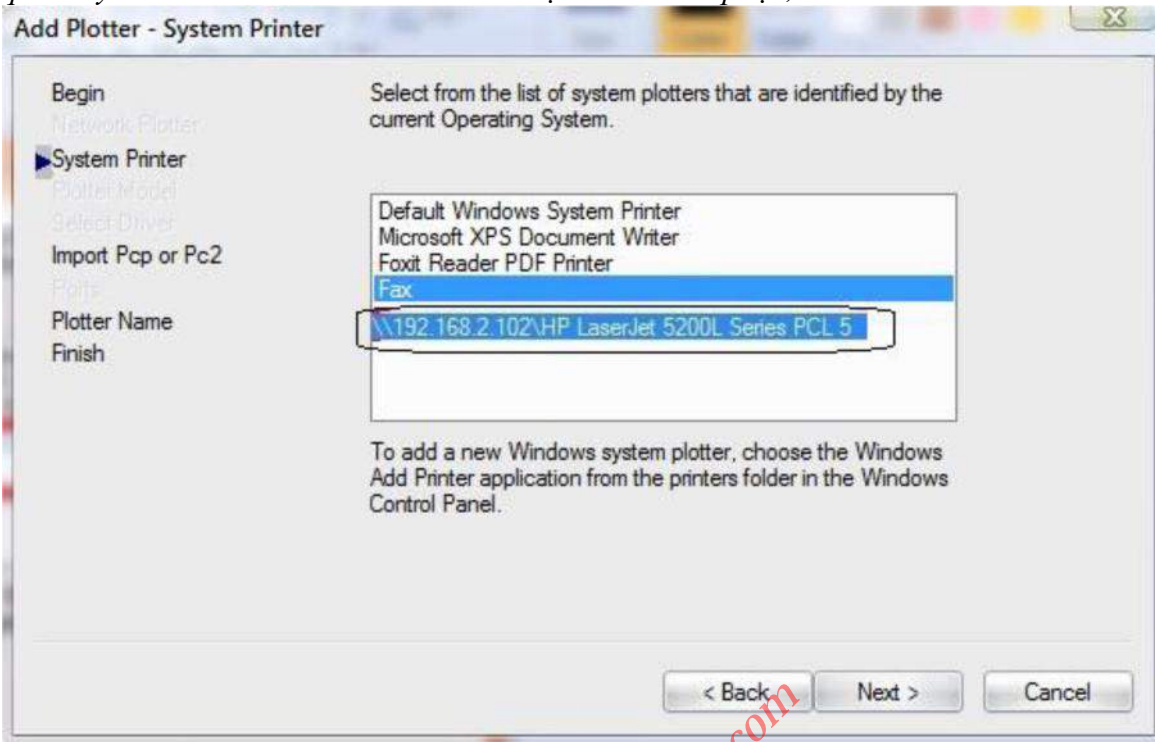 Add Plotter - System Printer
Begin
Network Plotter
System Printer
Plotter Model
Select Driver
Import Pcp or Pc2
Ports
Plotter Name
Finish
Select from the list of system plotters that are identified by the
current Operating System.
Default Windows System Printer
Microsoft XPS Document Writer
Foxit Reader PDF Printer
Fax
\\192.168.2.102\HP LaserJet 5200L Series PCL 5
To add a new Windows system plotter, choose the Windows
Add Printer application from the printers folder in the Windows
Control Panel.
< Back
Next >
Cancel
com